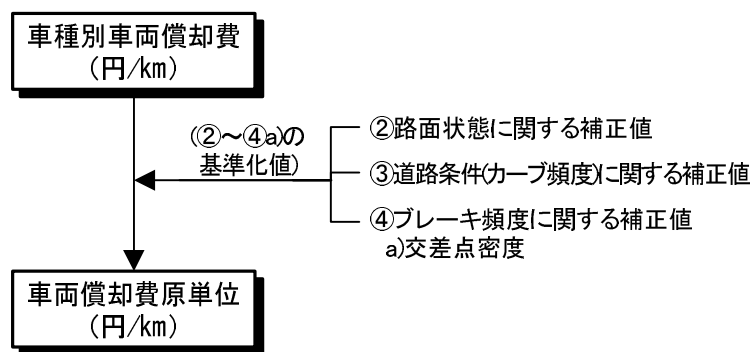 車種別車両償却費
(円/km)
(②~④a)の
基準化値)
②路面状態に関する補正値
③道路条件(カーブ頻度)に関する補正値
④ブレーキ頻度に関する補正値
a)交差点密度
車両償却費原単位
(円/km)